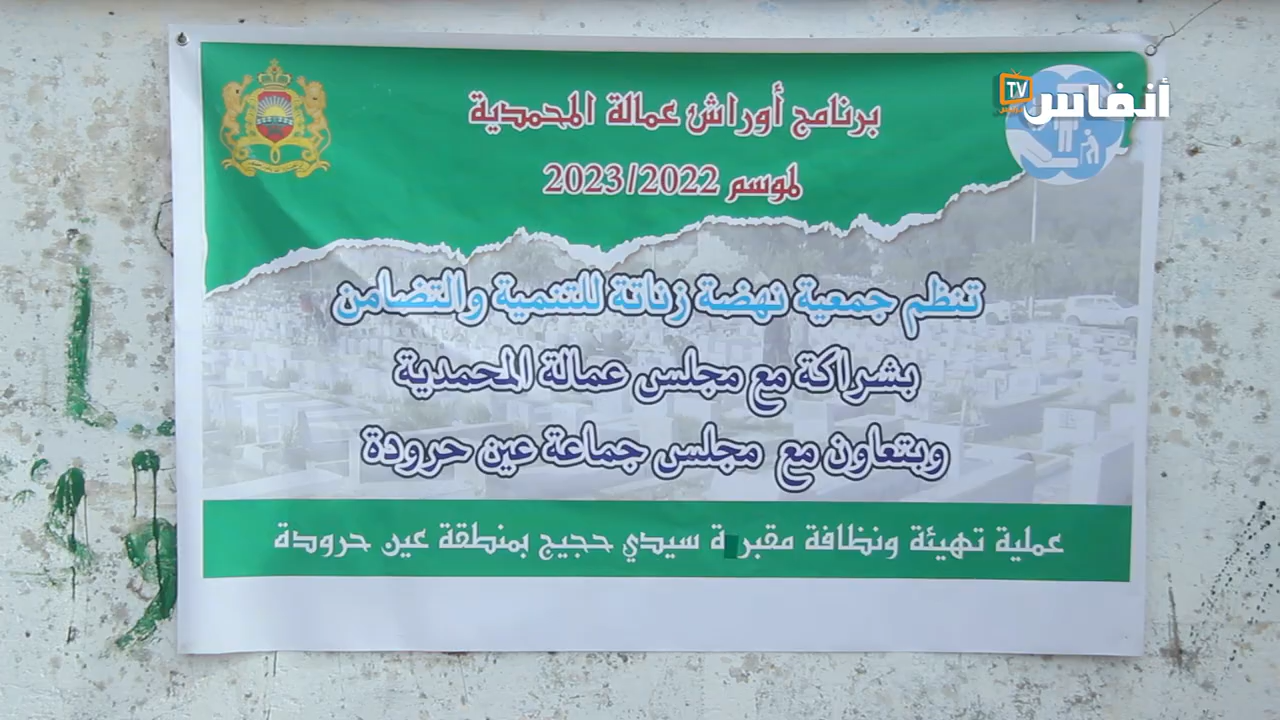 برنامج أوراش عمالة المحمدية
لموسم 2023/2022
أنفاس
TV
تنظم جمعية نهضة زناتة للتنمية والتضامن
بشراكة مع مجلس عمالة المحمدية
وبتعاون مع مجلس جماعة عين حرودة
عملية تهيئة ونظافة مقبرة سيدي حجيج بمنطقة عين حرودة